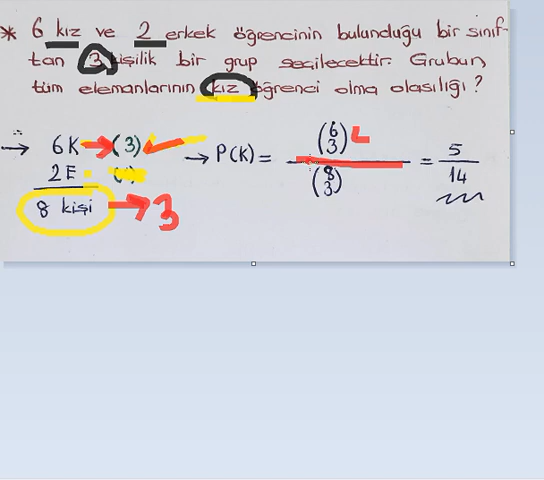 * 6 kız ve 2 erkek öğrencinin bulunduğu bir sınıf-
tan 3 kişilik bir grup seçilecektir. Grubun
tüm elemanlarının kız öğrenci olma olasılığı?
→ 6K → (3) → P(K) = (6 3) / (8 3) = 5/14
2E
8 kişi → 3